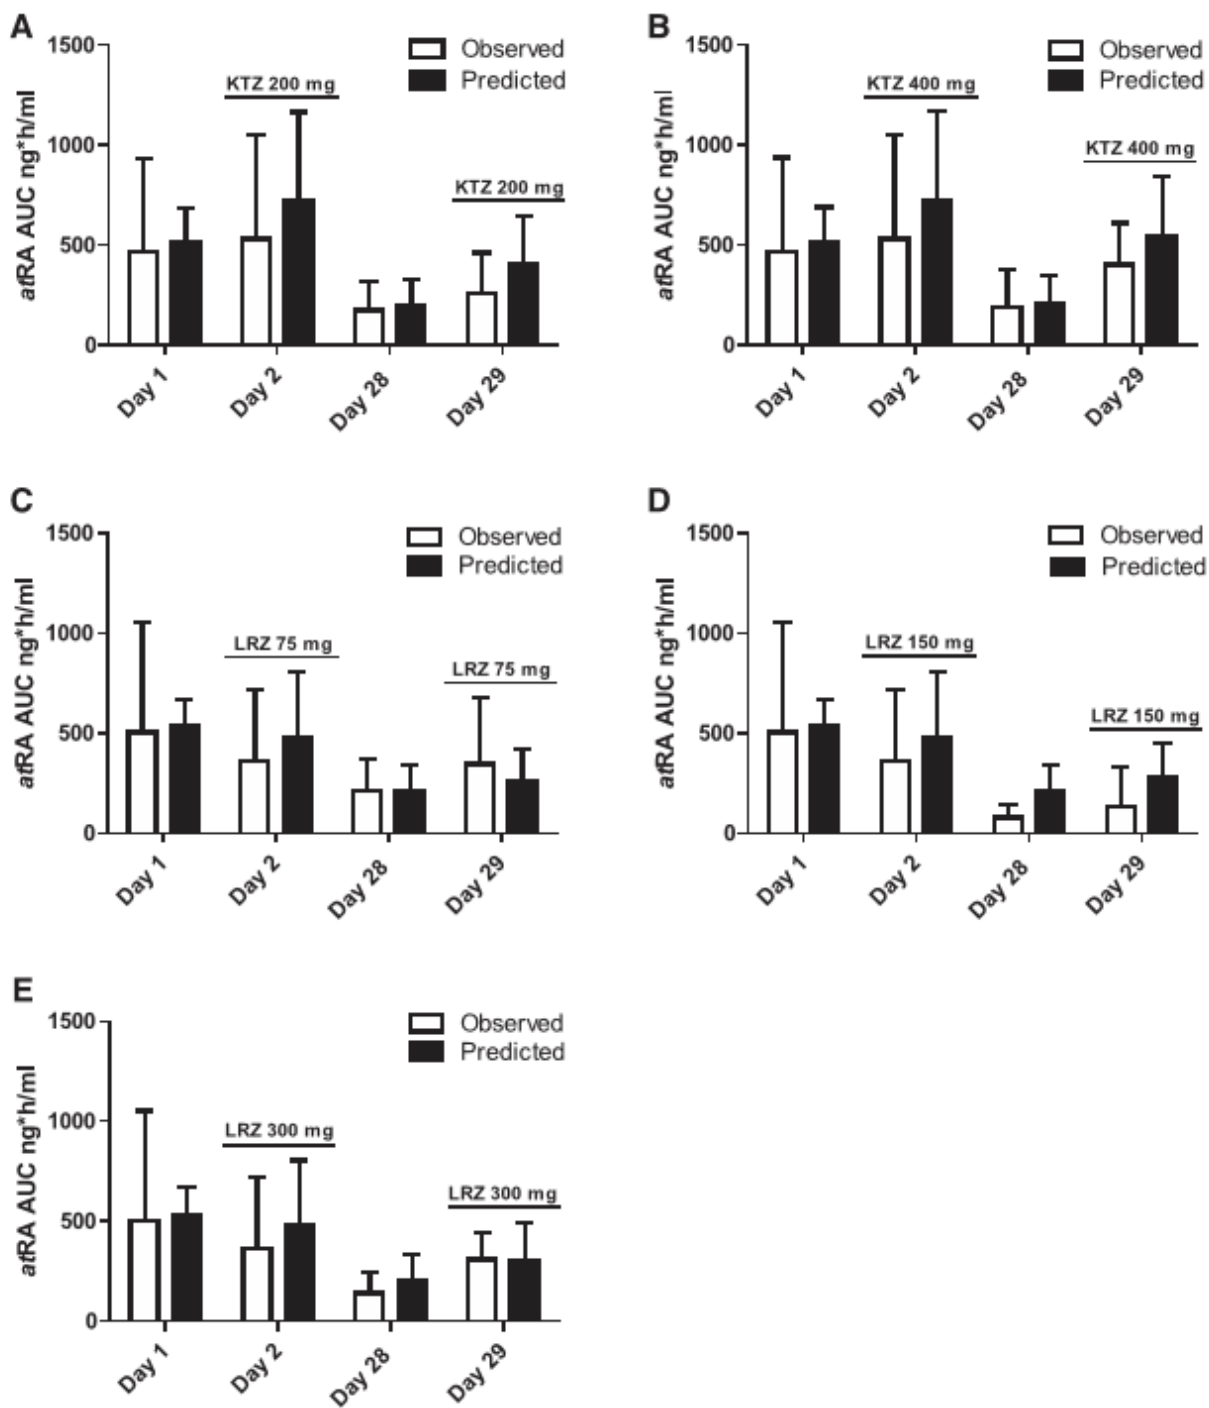 A
1500
1000
500
0
atRA AUC ng*h/ml
Observed
Predicted
KTZ 200 mg
KTZ 200 mg
Day 1
Day 2
Day 28
Day 29
B
1500
1000
500
0
atRA AUC ng*h/ml
Observed
Predicted
KTZ 400 mg
KTZ 400 mg
Day 1
Day 2
Day 28
Day 29
C
1500
1000
500
0
atRA AUC ng*h/ml
Observed
Predicted
LRZ 75 mg
LRZ 75 mg
Day 1
Day 2
Day 28
Day 29
D
1500
1000
500
0
atRA AUC ng*h/ml
Observed
Predicted
LRZ 150 mg
LRZ 150 mg
Day 1
Day 2
Day 28
Day 29
E
1500
1000
500
0
atRA AUC ng*h/ml
Observed
Predicted
LRZ 300 mg
LRZ 300 mg
Day 1
Day 2
Day 28
Day 29